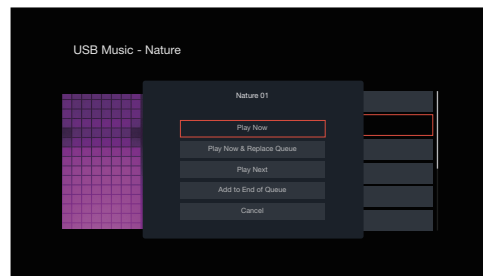 USB Music - Nature
Nature 01
Play Now
Play Now & Replace Queue
Play Next
Add to End of Queue
Cancel